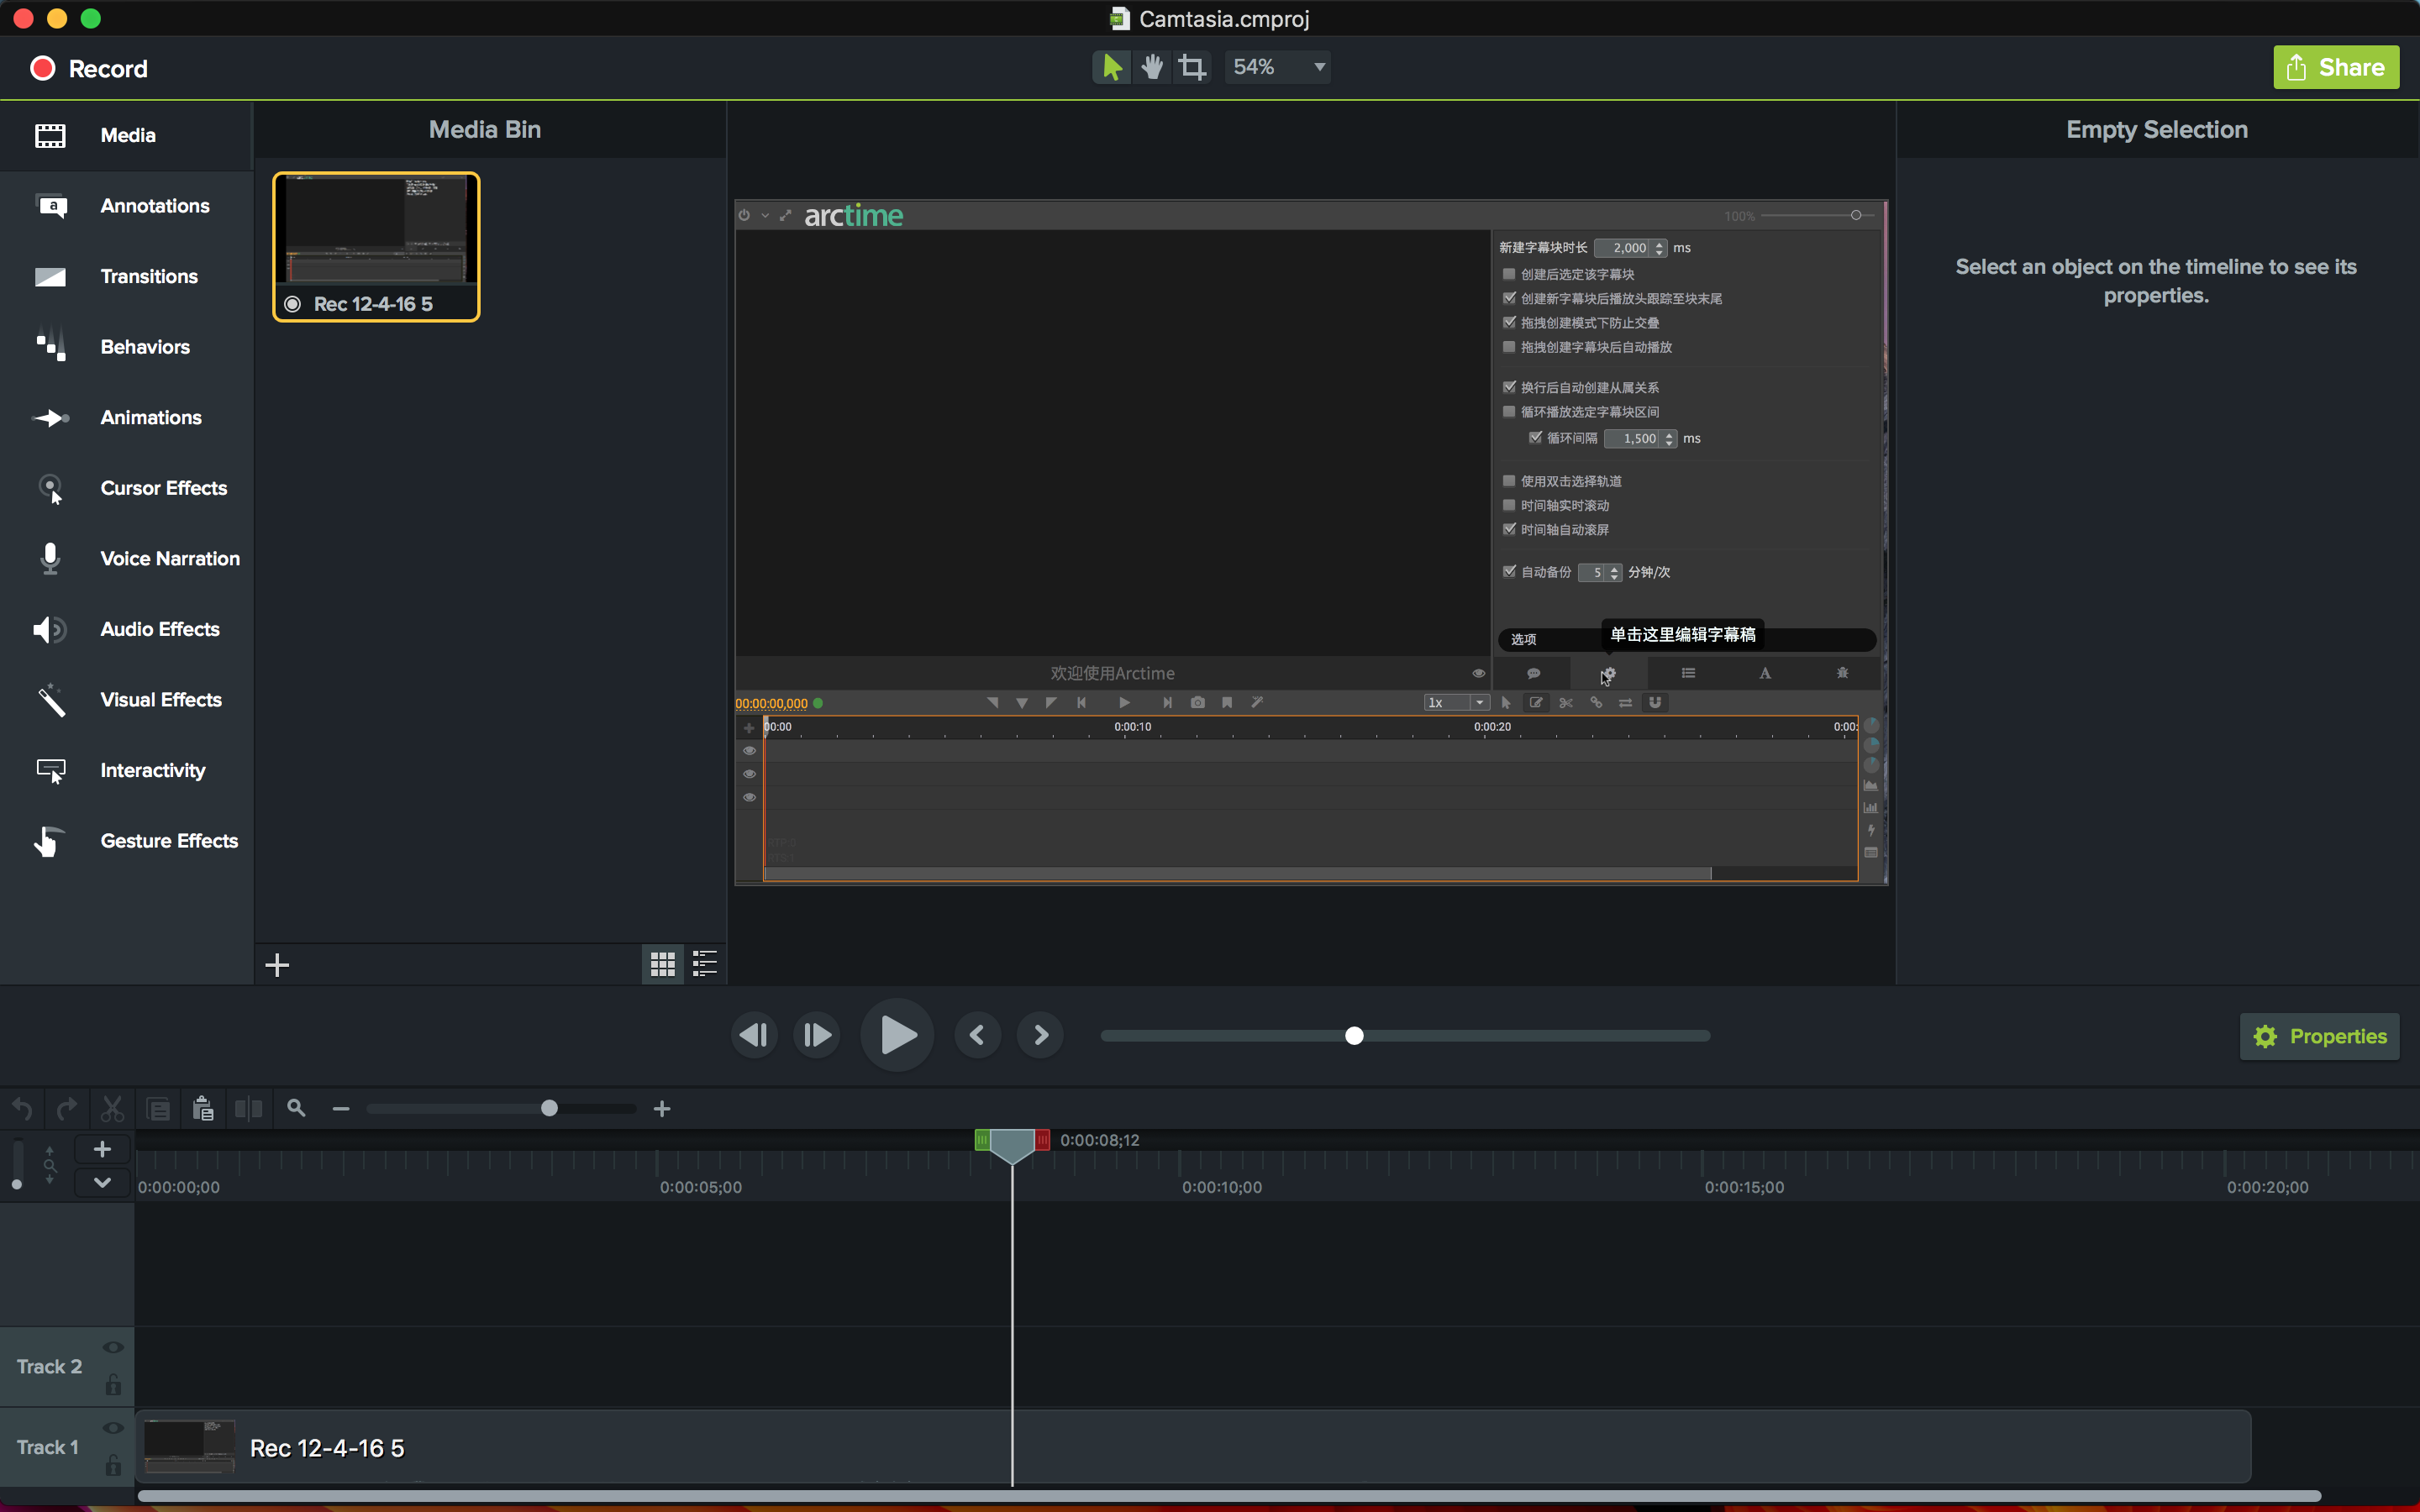 Camtasia.cmproj
Record
54%
Share
Media
Annotations
Transitions
Behaviors
Animations
Cursor Effects
Voice Narration
Audio Effects
Visual Effects
Interactivity
Gesture Effects
Media Bin
Rec 12-4-16 5
arctime
100%
新建字幕块时长 2,000 ms
创建后选定该字幕块
创建新字幕块后播放头跟踪至块末尾
拖拽创建模式下防止交叠
拖拽创建字幕块后自动播放
换行后自动创建从属关系
循环播放选定字幕块区间
循环间隔 1,500 ms
使用双击选择轨道
时间轴实时滚动
时间轴自动滚屏
自动备份 5 分钟/次
选项
单击这里编辑字幕稿
欢迎使用Arctime
A
00:00:00,000
1x
00:00 0:00:10 0:00:20 0:00:
Empty Selection
Select an object on the timeline to see its
properties.
Properties
0:00:08;12
0:00:00;00 0:00:05;00 0:00:10;00 0:00:15;00 0:00:20;00
Track 2
Track 1
Rec 12-4-16 5